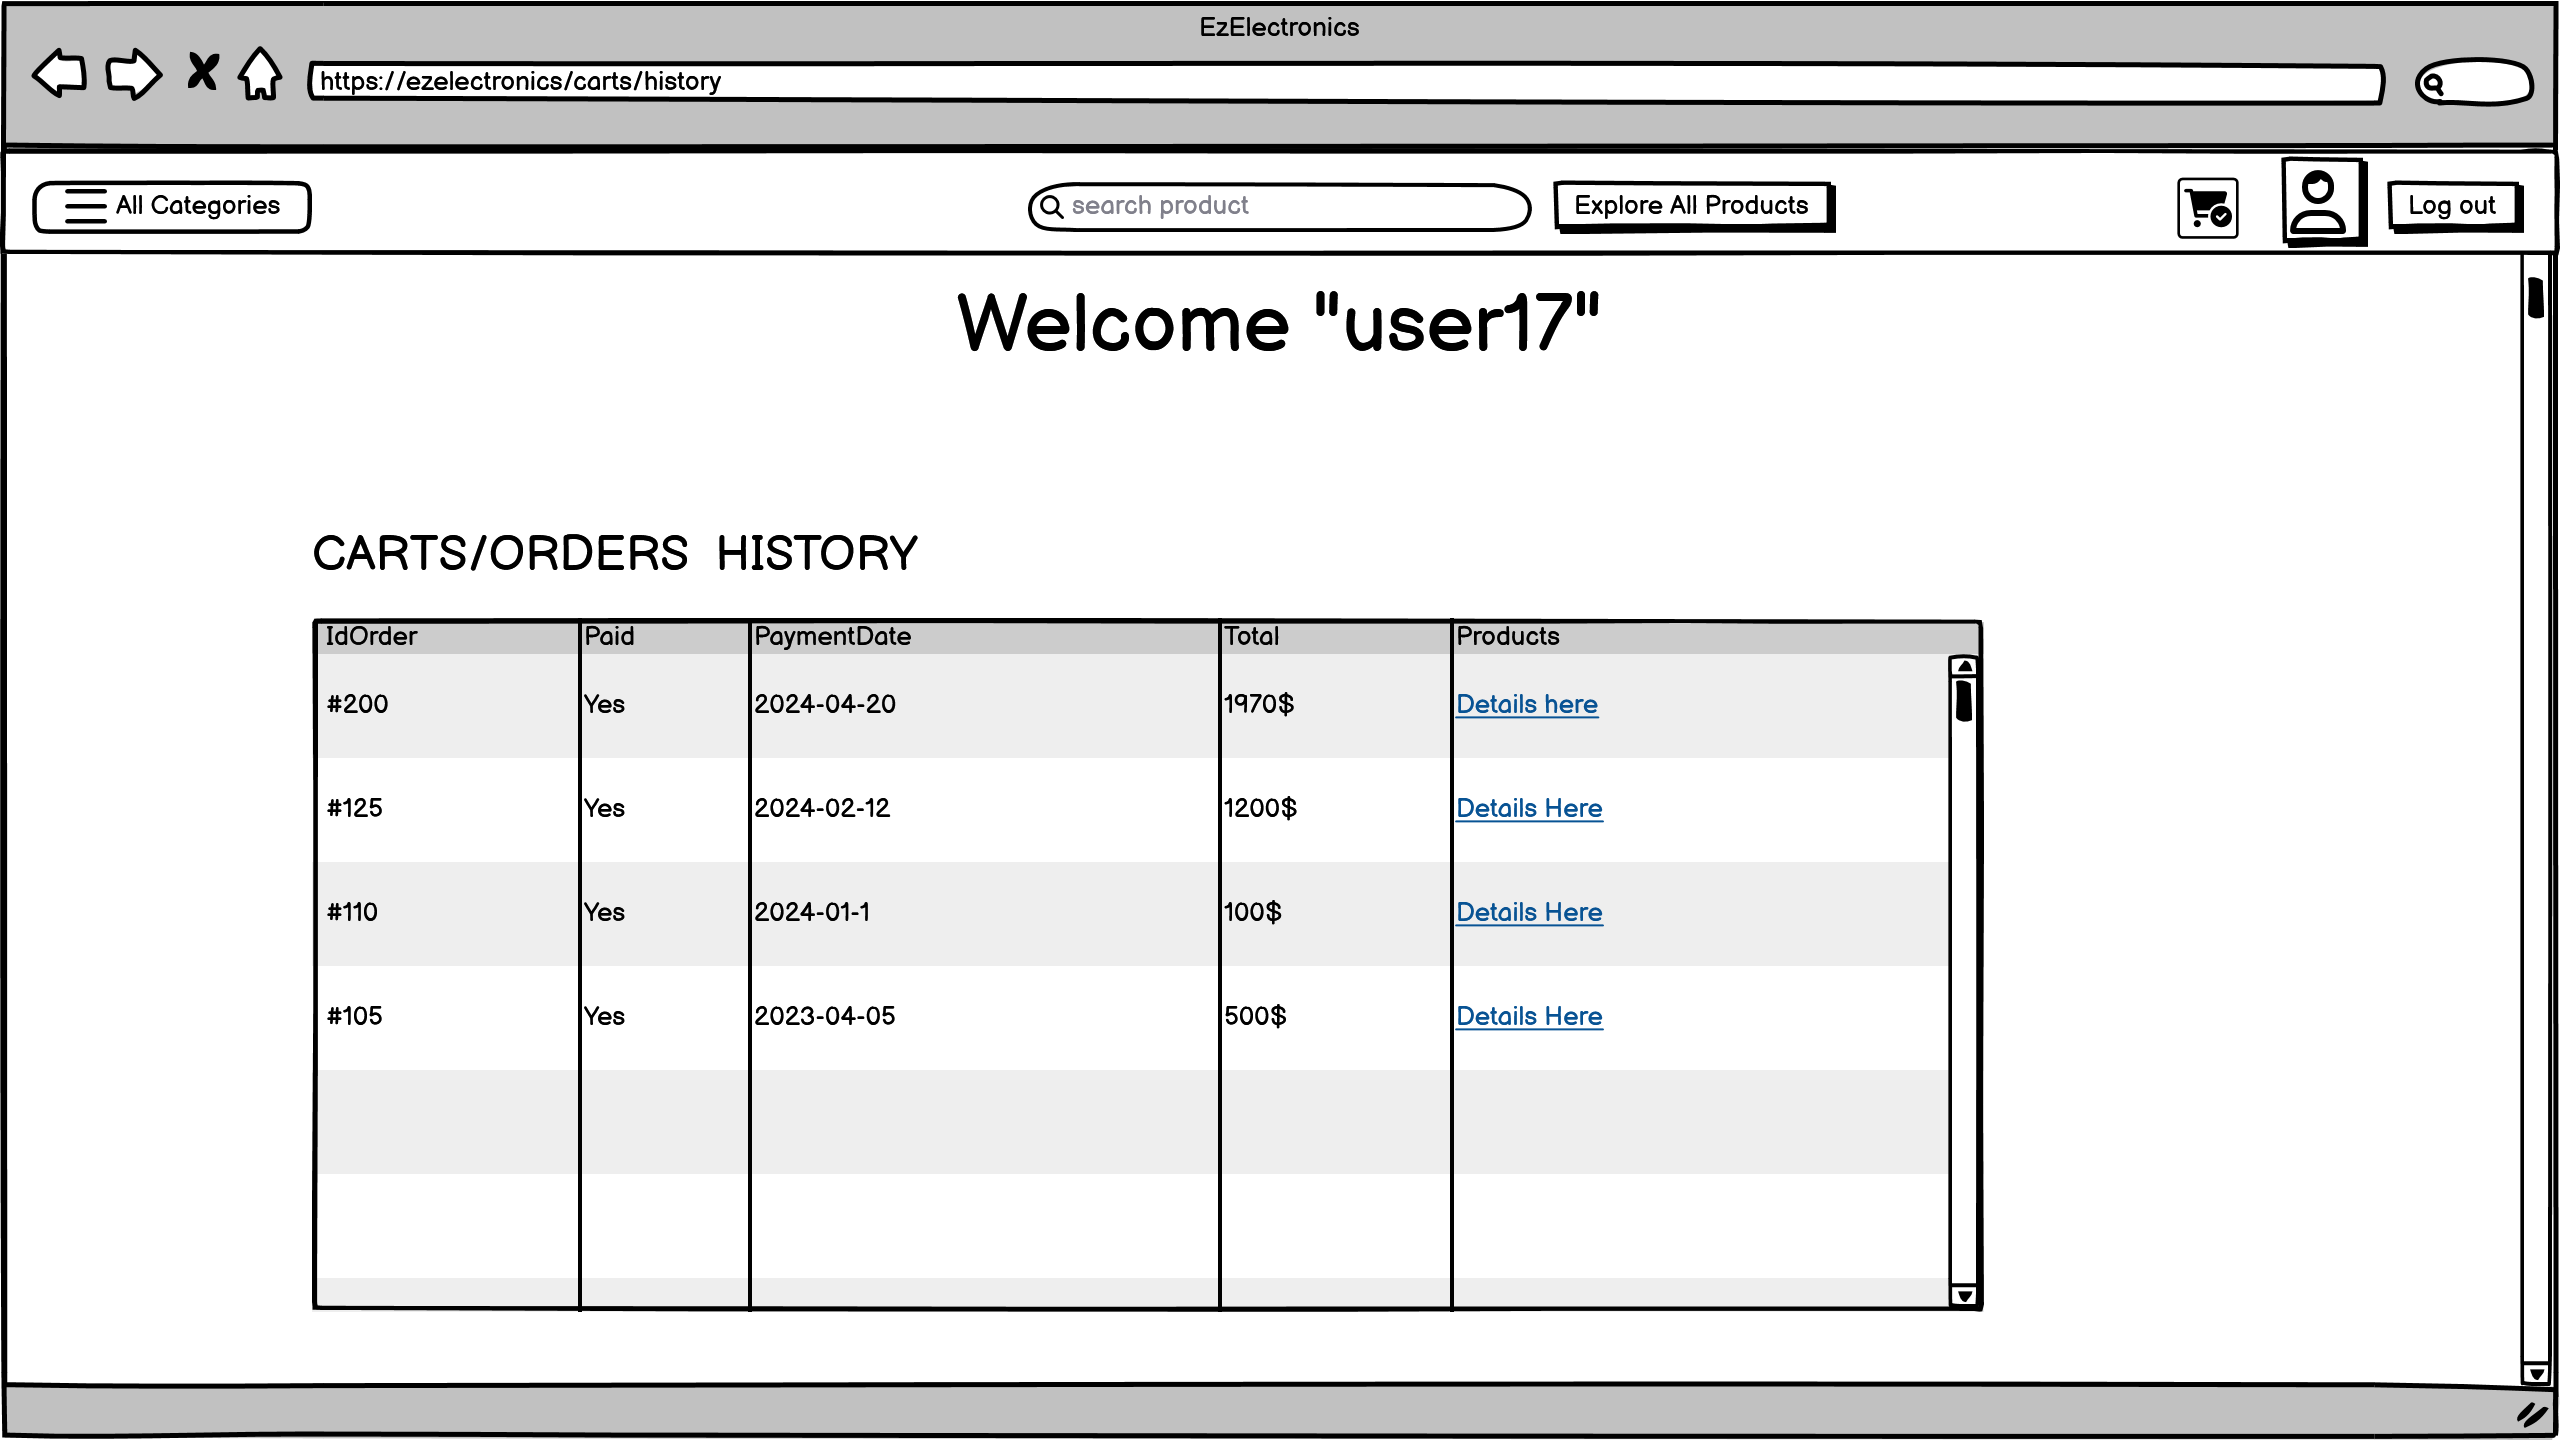 EzElectronics
https://ezelectronics/carts/history
All Categories
search product
Explore All Products
Log out
Welcome "user17"
CARTS/ORDERS HISTORY
IdOrder Paid PaymentDate Total Products
#200 Yes 2024-04-20 1970$ Details here
#125 Yes 2024-02-12 1200$ Details Here
#110 Yes 2024-01-1 100$ Details Here
#105 Yes 2023-04-05 500$ Details Here